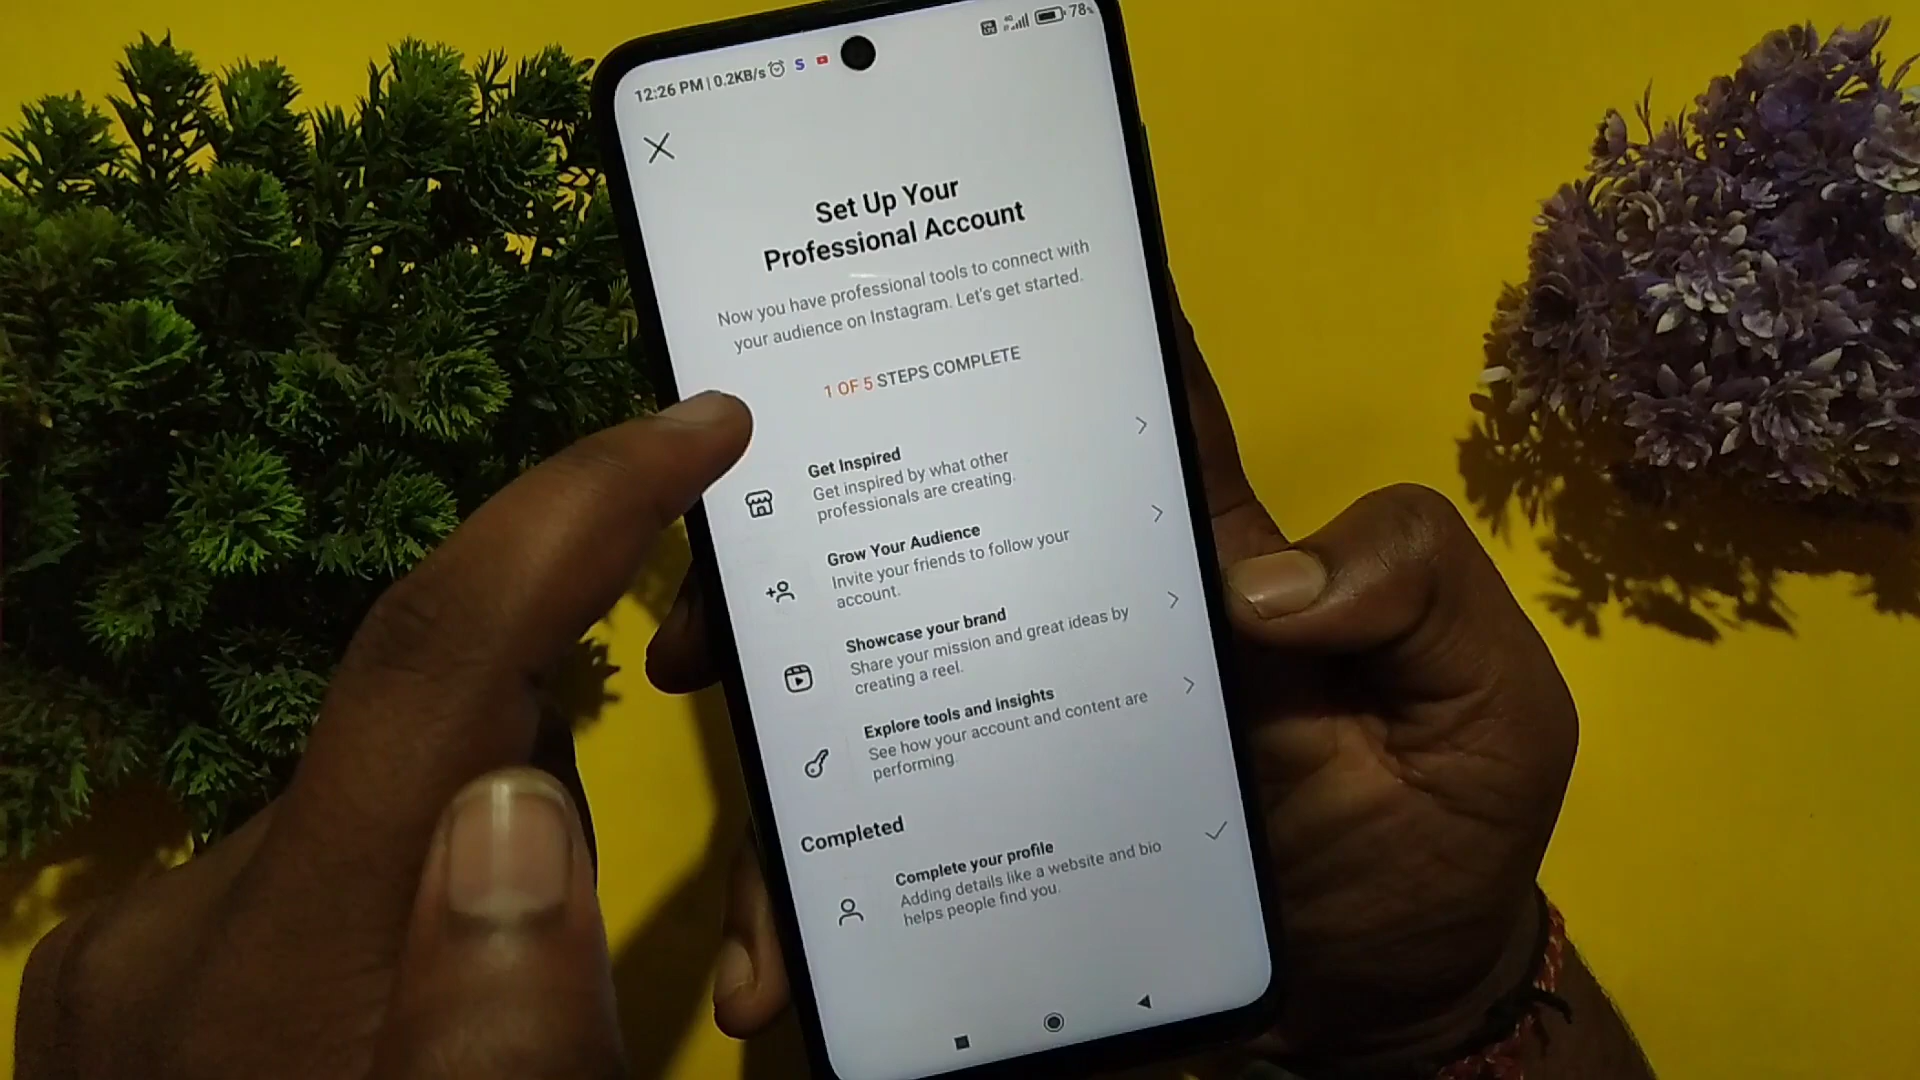 12:26 PM | 0.2KB/s S 78%
Set Up Your
Professional Account
Now you have professional tools to connect with
your audience on Instagram. Let's get started.
1 OF 5 STEPS COMPLETE
Get Inspired
Get inspired by what other
professionals are creating.
Grow Your Audience
Invite your friends to follow your
account.
Showcase your brand
Share your mission and great ideas by
creating a reel.
Explore tools and insights
See how your account and content are
performing
Completed
Complete your profile
Adding details like a website and bio
helps people find you.